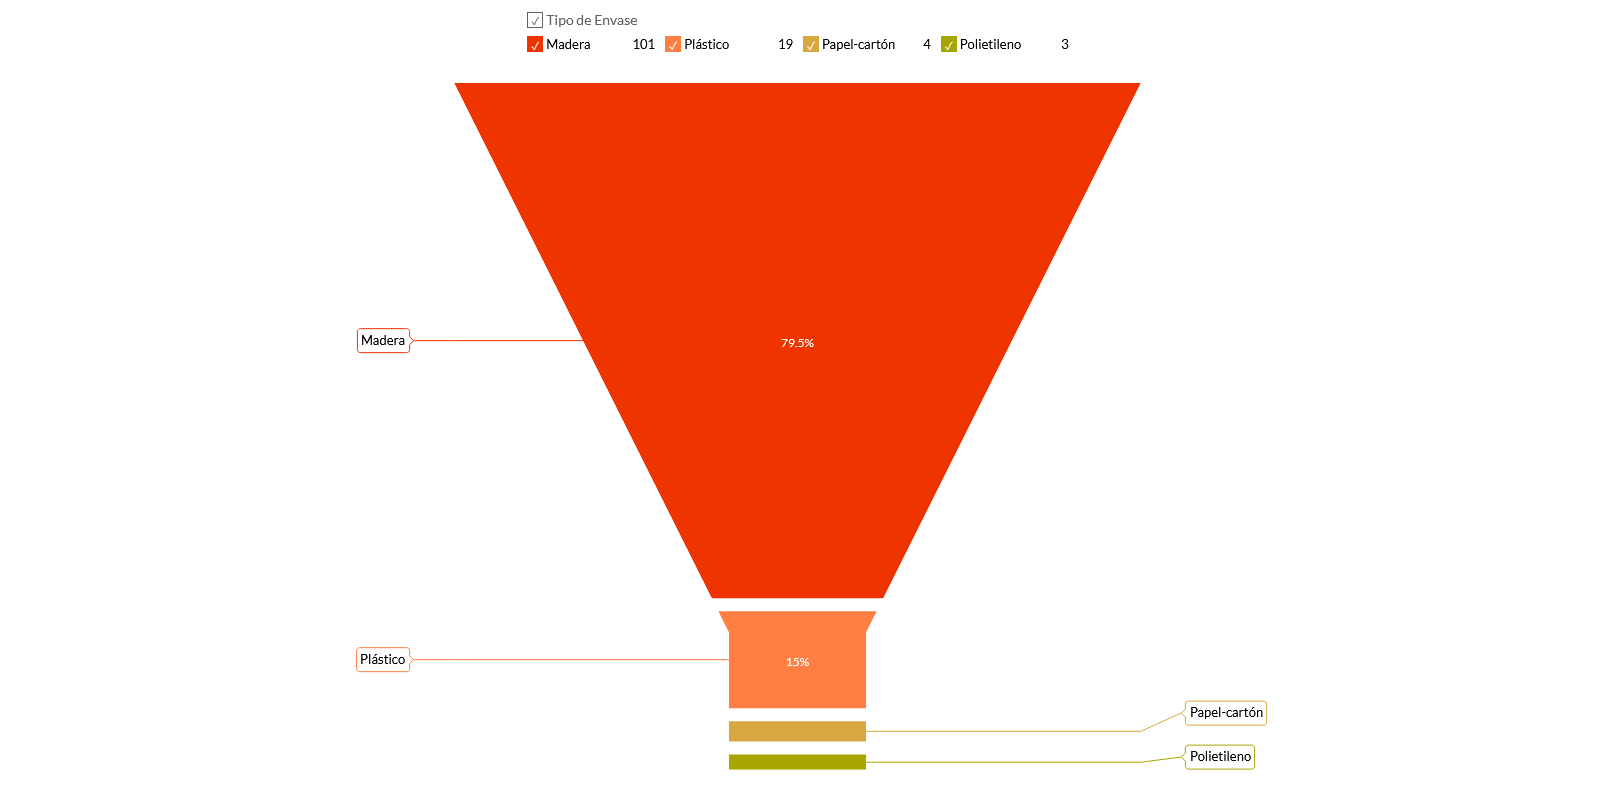 Tipo de Envase
Madera 101 Plástico 19 Papel-cartón 4 Polietileno 3
79.5%
Madera
Plástico
15%
Papel-cartón
Polietileno